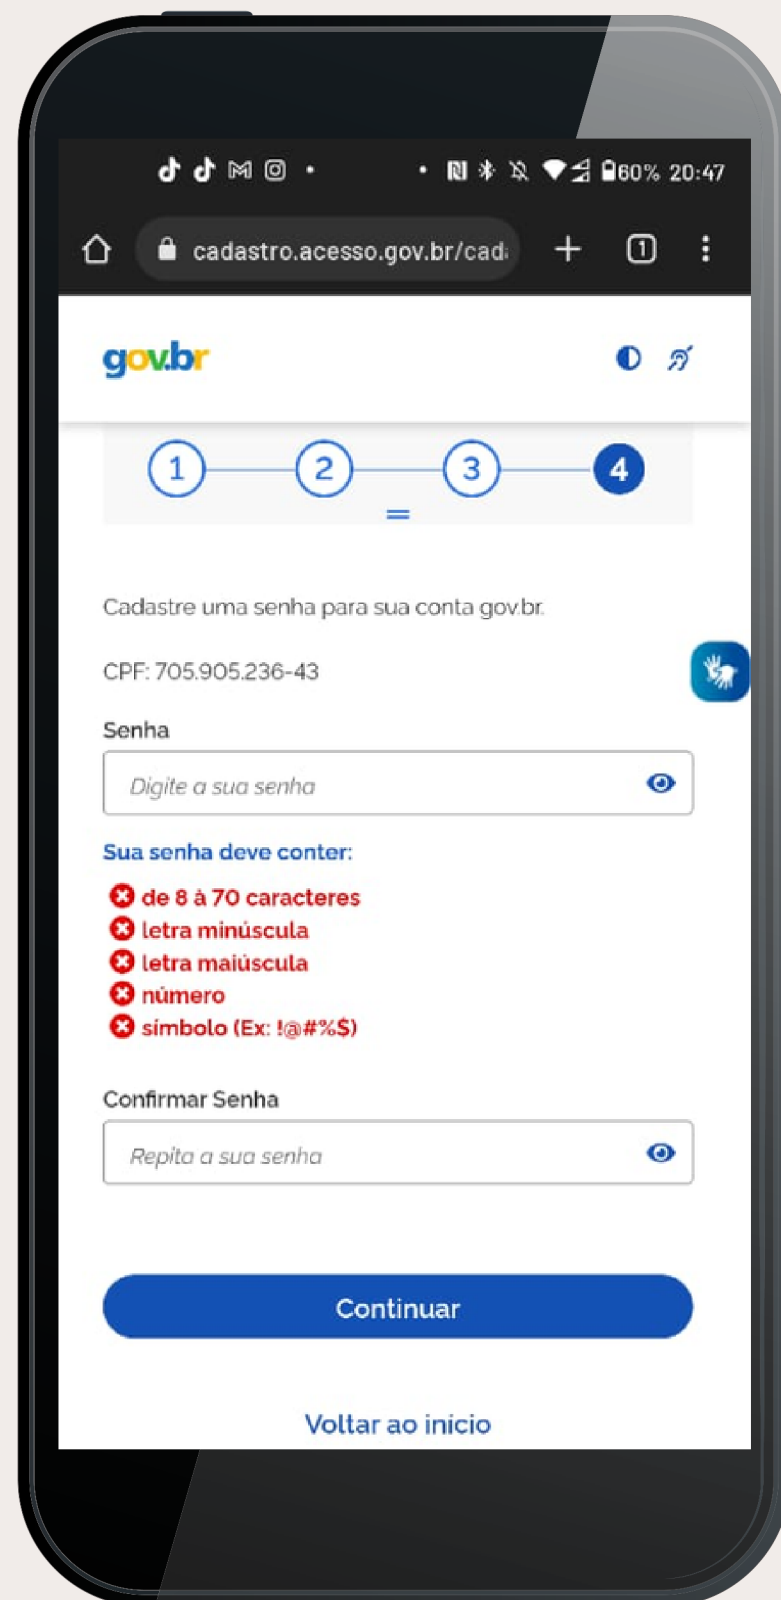 60% 20:47
cadastro.acesso.gov.br/cad
gov.br
1 2 3 4
Cadastre uma senha para sua conta gov.br.
CPF: 705.905.236-43
Senha
Digite a sua senha
Sua senha deve conter:
de 8 à 70 caracteres
letra minúscula
letra maiúscula
número
símbolo (Ex: !@#%$)
Confirmar Senha
Repita a sua senha
Continuar
Voltar ao início